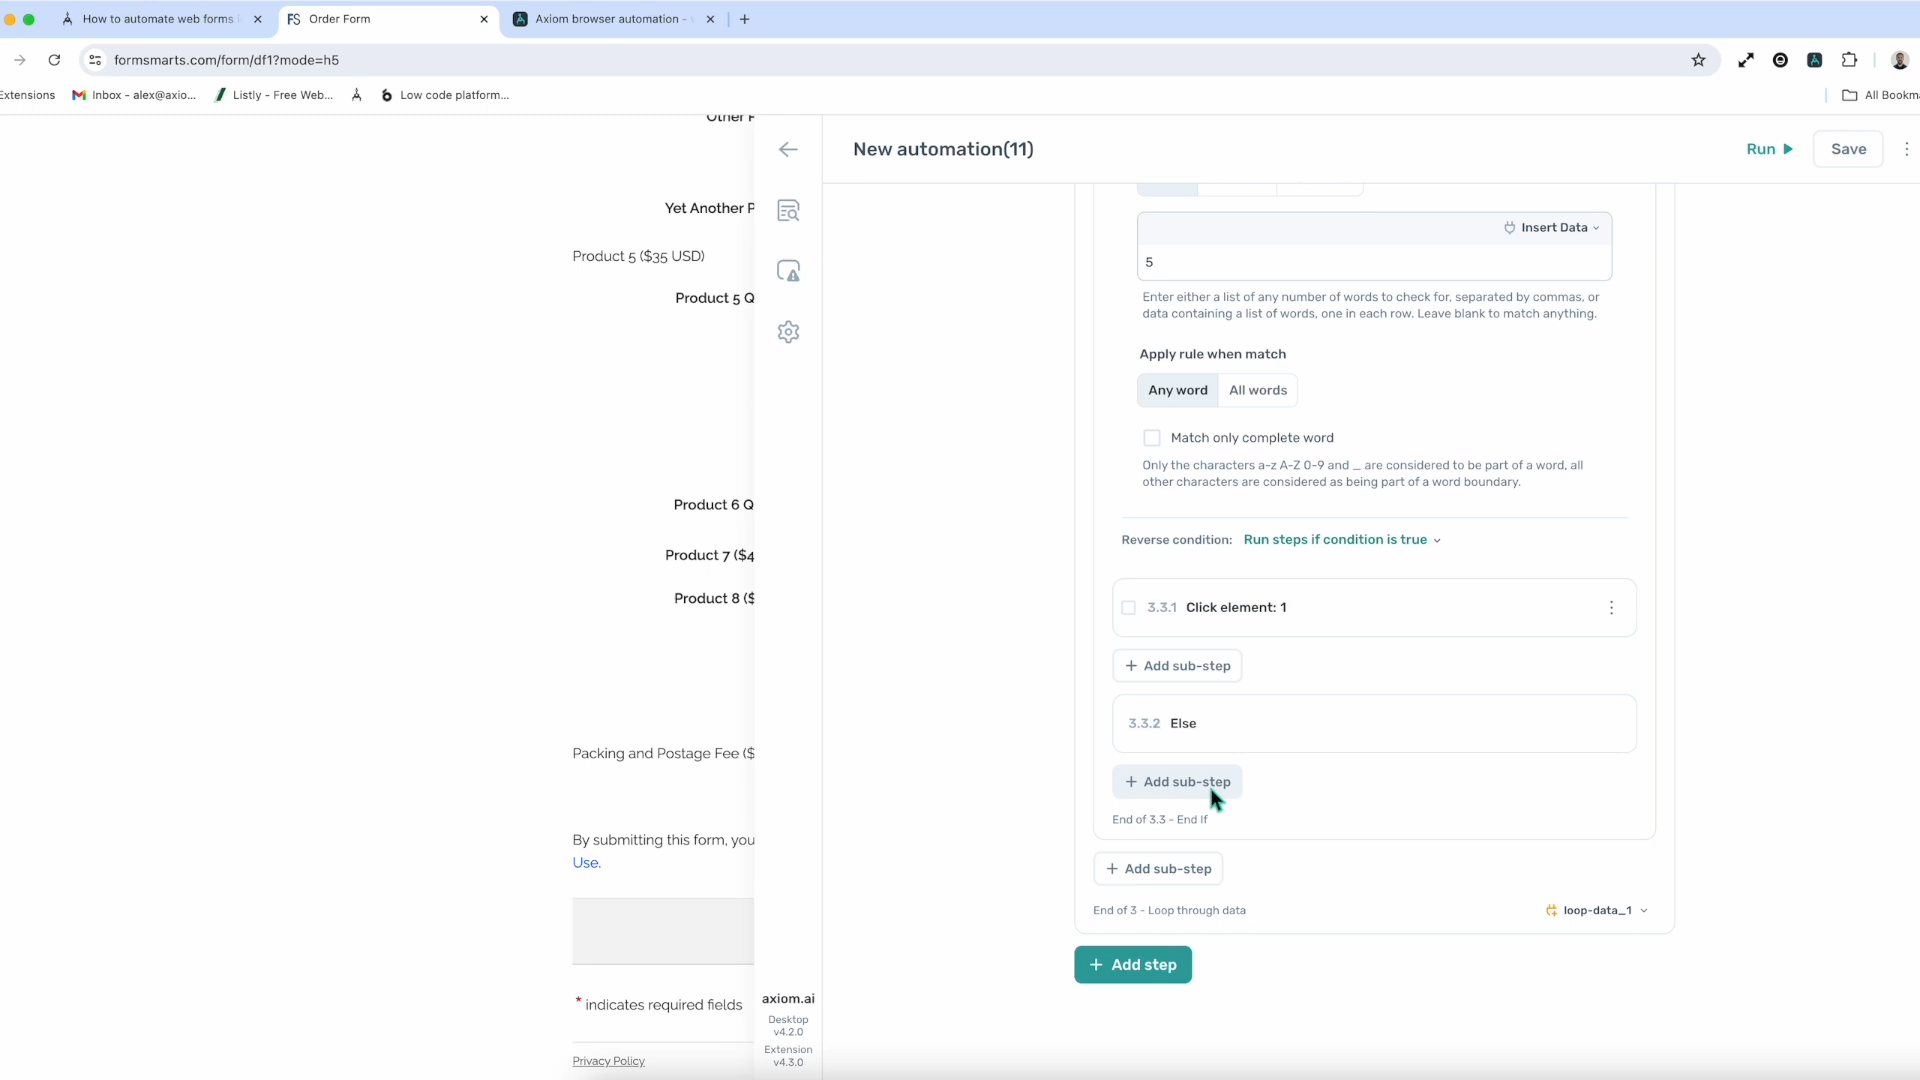 How to automate web forms
Order Form
Axiom browser automation -
formsmarts.com/form/df1?mode=h5
Extensions
Inbox - alex@axio...
Listly - Free Web...
Low code platform...
All Bookma
Other P
Yet Another P
Product 5 ($35 USD)
Product 5 Q
Product 6 Q
Product 7 ($4
Product 8 ($
Packing and Postage Fee ($
By submitting this form, you
Use.
* indicates required fields
Privacy Policy
axiom.ai
Desktop
v4.2.0
Extension
v4.3.0
New automation(11)
Run
Save
Insert Data
5
Enter either a list of any number of words to check for, separated by commas, or
data containing a list of words, one in each row. Leave blank to match anything.
Apply rule when match
Any word
All words
Match only complete word
Only the characters a-z A-Z 0-9 and _ are considered to be part of a word, all
other characters are considered as being part of a word boundary.
Reverse condition: Run steps if condition is true
3.3.1 Click element: 1
+ Add sub-step
3.3.2 Else
+ Add sub-step
End of 3.3 - End If
+ Add sub-step
End of 3 - Loop through data
loop-data_1
+ Add step